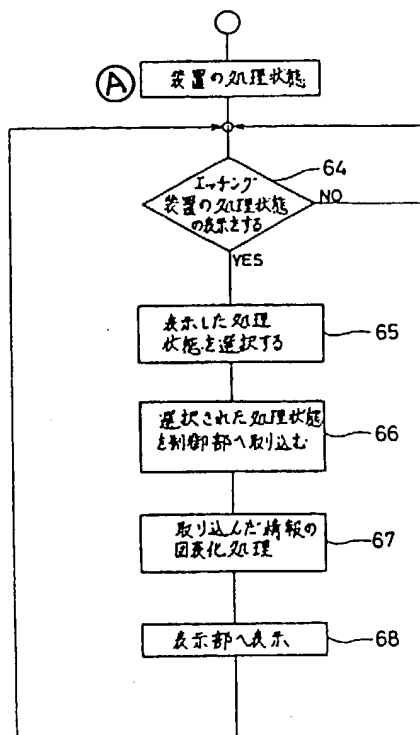 A
装置の処理状態
64
エッチング
装置の処理状態
の表示をする
NO
YES
表示した処理
状態を選択する
65
選択された処理状態
を制御部へ取り込む
66
取り込んだ情報の
図表化処理
67
表示部へ表示
68